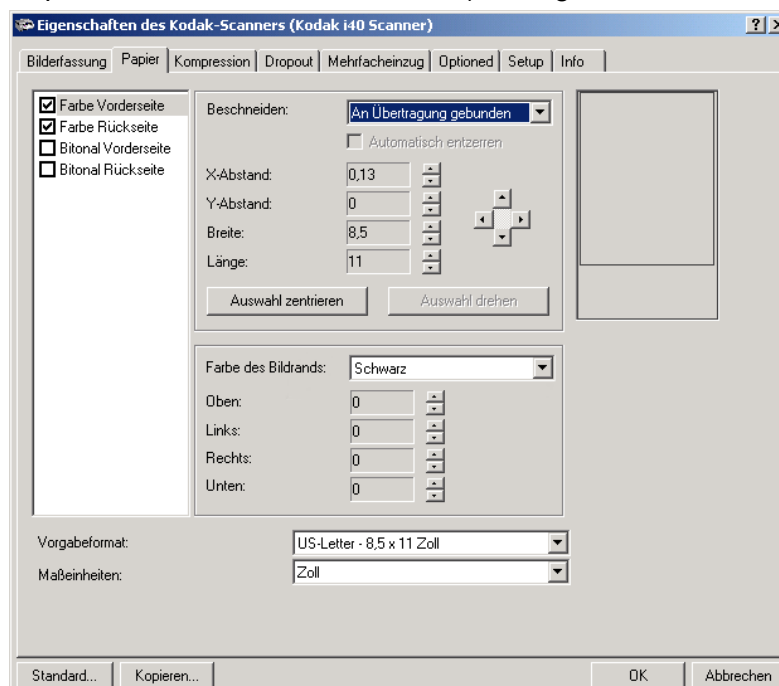 Eigenschaften des Kodak-Scanners (Kodak i40 Scanner)
Bilderfassung Papier Kompression Dropout Mehrfacheinzug Optioned Setup Info
Farbe Vorderseite
Farbe Rückseite
Bitonal Vorderseite
Bitonal Rückseite
Beschneiden: An Übertragung gebunden
Automatisch entzerren
X-Abstand: 0,13
Y-Abstand: 0
Breite: 8,5
Länge: 11
Auswahl zentrieren Auswahl drehen
Farbe des Bildrands: Schwarz
Oben: 0
Links: 0
Rechts: 0
Unten: 0
Vorgabeformat: US-Letter - 8,5 x 11 Zoll
Maßeinheiten: Zoll
Standard... Kopieren... OK Abbrechen